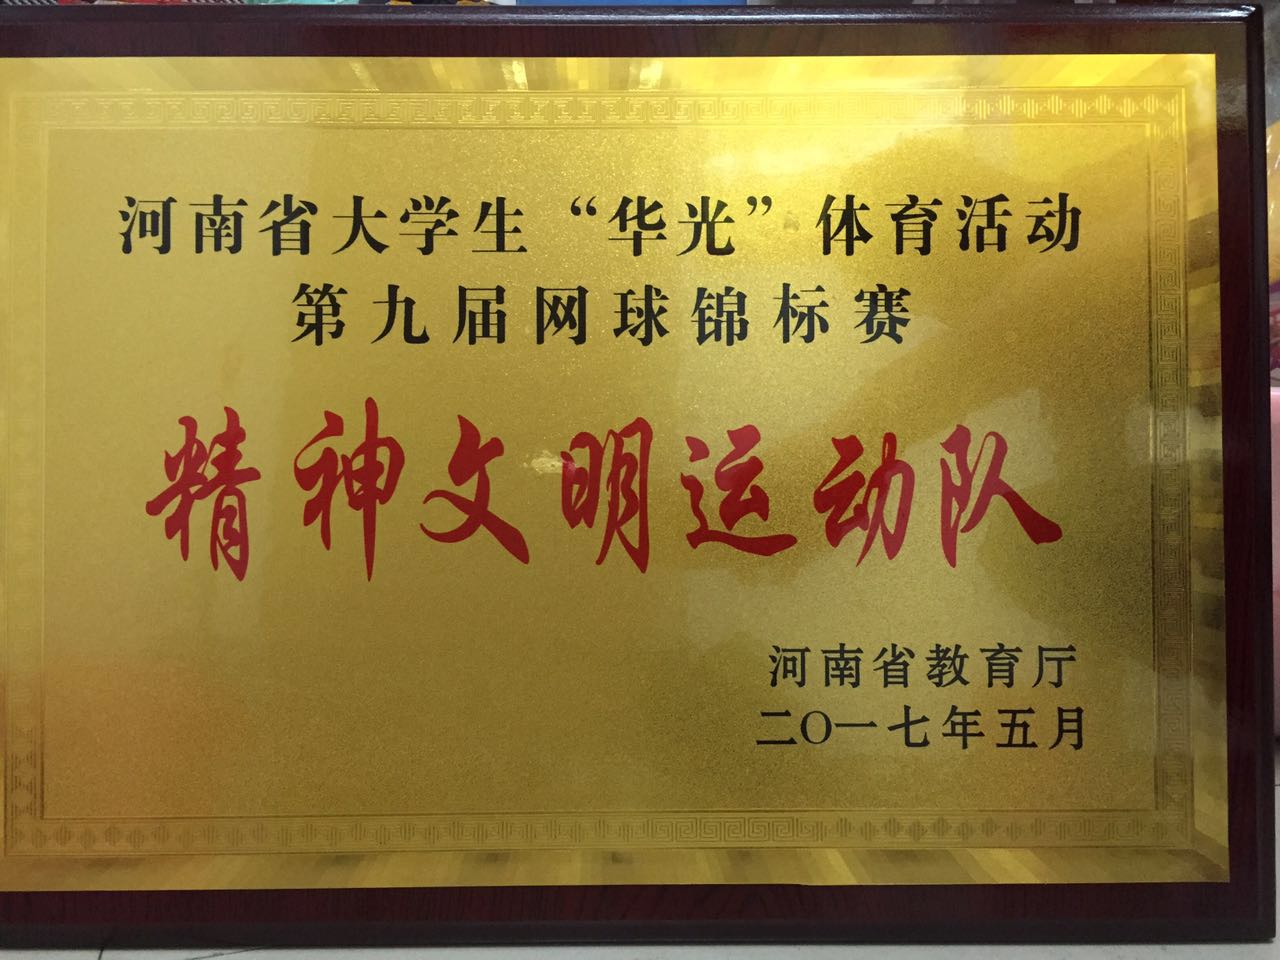 河南省大学生“华光”体育活动
第九届网球锦标赛
精神文明运动队
河南省教育厅
二〇一七年五月